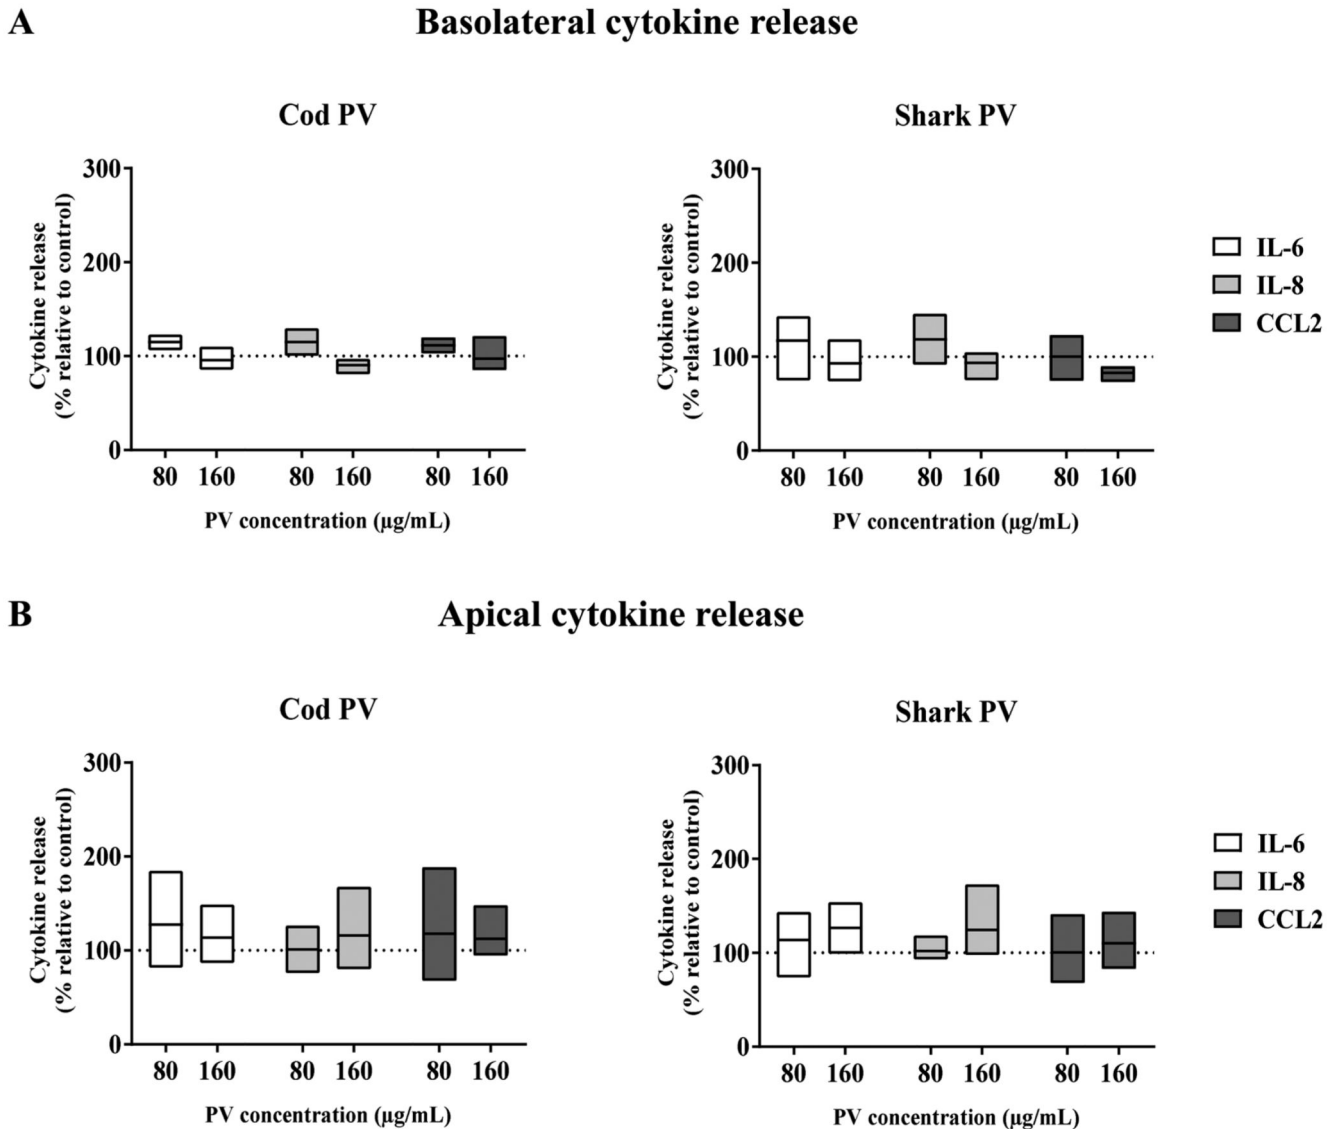 A
Basolateral cytokine release
Cod PV
Cytokine release
(% relative to control)
300
200
100
0
80 160 80 160 80 160
PV concentration (µg/mL)
Shark PV
Cytokine release
(% relative to control)
300
200
100
0
80 160 80 160 80 160
PV concentration (µg/mL)
IL-6
IL-8
CCL2
B
Apical cytokine release
Cod PV
Cytokine release
(% relative to control)
300
200
100
0
80 160 80 160 80 160
PV concentration (µg/mL)
Shark PV
Cytokine release
(% relative to control)
300
200
100
0
80 160 80 160 80 160
PV concentration (µg/mL)
IL-6
IL-8
CCL2